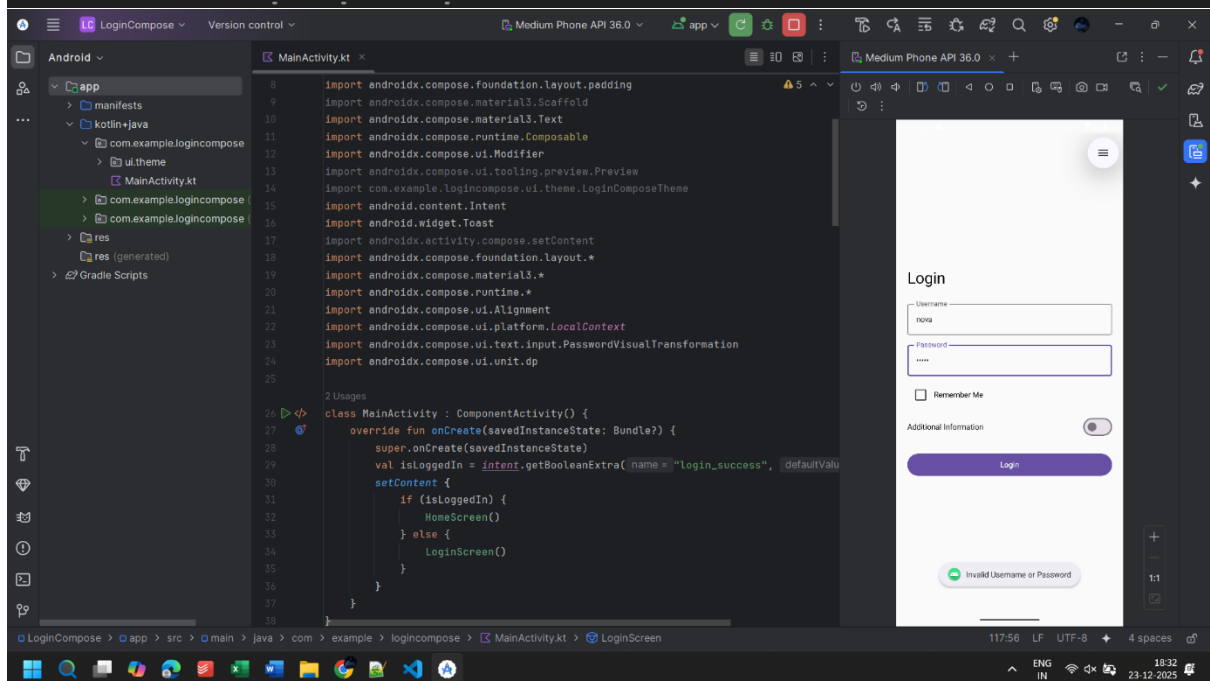 LC LoginCompose Version control Medium Phone API 36.0 app
Android
app
manifests
kotlin+java
com.example.logincompose
ui.theme
MainActivity.kt
com.example.logincompose (
com.example.logincompose (
res
res (generated)
Gradle Scripts
MainActivity.kt
5
8 import androidx.compose.foundation.layout.padding
9 import androidx.compose.material3.Scaffold
10 import androidx.compose.material3.Text
11 import androidx.compose.runtime.Composable
12 import androidx.compose.ui.Modifier
13 import androidx.compose.ui.tooling.preview.Preview
14 import com.example.logincompose.ui.theme.LoginComposeTheme
15 import android.content.Intent
16 import android.widget.Toast
17 import androidx.activity.compose.setContent
18 import androidx.compose.foundation.layout.*
19 import androidx.compose.material3.*
20 import androidx.compose.runtime.*
21 import androidx.compose.ui.Alignment
22 import androidx.compose.ui.platform.LocalContext
23 import androidx.compose.ui.text.input.PasswordVisualTransformation
24 import androidx.compose.ui.unit.dp
25
2 Usages
26 class MainActivity : ComponentActivity() {
27 override fun onCreate(savedInstanceState: Bundle?) {
28 super.onCreate(savedInstanceState)
29 val isLoggedIn = intent.getBooleanExtra( name = "login_success", defaultValu
30 setContent {
31 if (isLoggedIn) {
32 HomeScreen()
33 } else {
34 LoginScreen()
35 }
36 }
37 }
38 }
Medium Phone API 36.0
Login
Username
nova
Password
•••••
Remember Me
Additional Information
Login
Invalid Username or Password
1:1
LoginCompose > app > src > main > java > com > example > logincompose > MainActivity.kt > LoginScreen
117:56 LF UTF-8 4 spaces
ENG
IN
18:32
23-12-2025